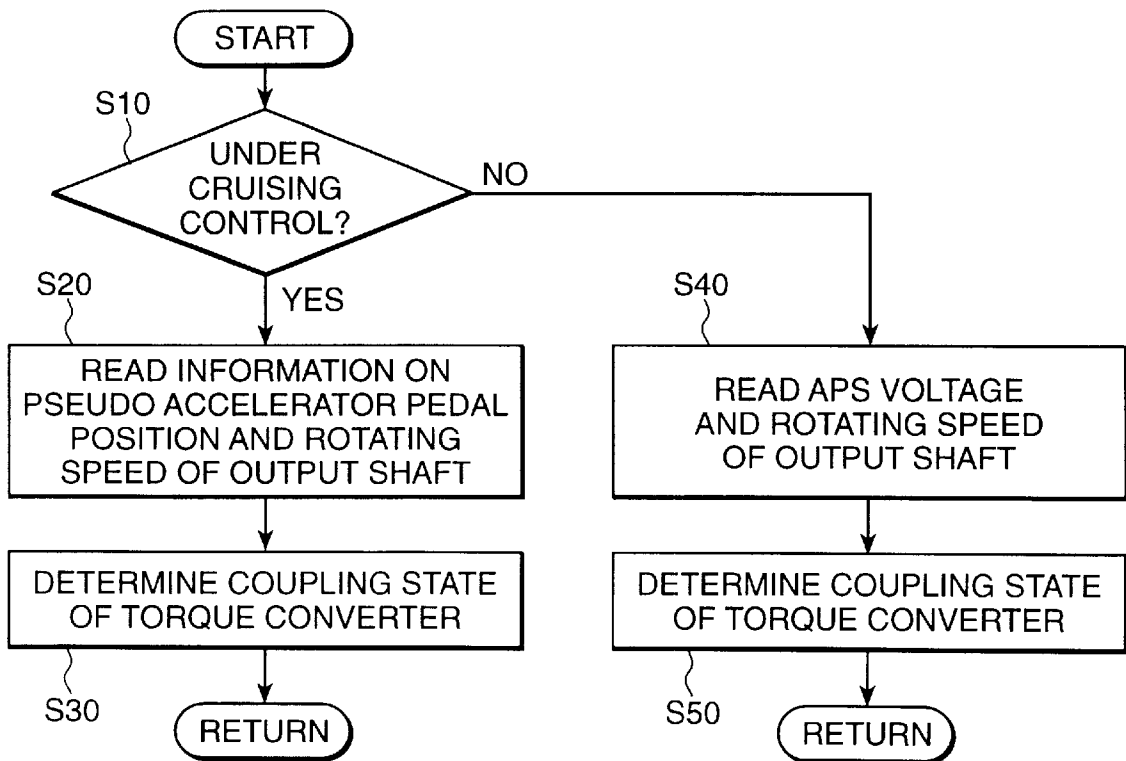 START
S10
UNDER
CRUISING
CONTROL?
NO
YES
S20
READ INFORMATION ON
PSEUDO ACCELERATOR PEDAL
POSITION AND ROTATING
SPEED OF OUTPUT SHAFT
DETERMINE COUPLING STATE
OF TORQUE CONVERTER
S30
RETURN
S40
READ APS VOLTAGE
AND ROTATING SPEED
OF OUTPUT SHAFT
DETERMINE COUPLING STATE
OF TORQUE CONVERTER
S50
RETURN